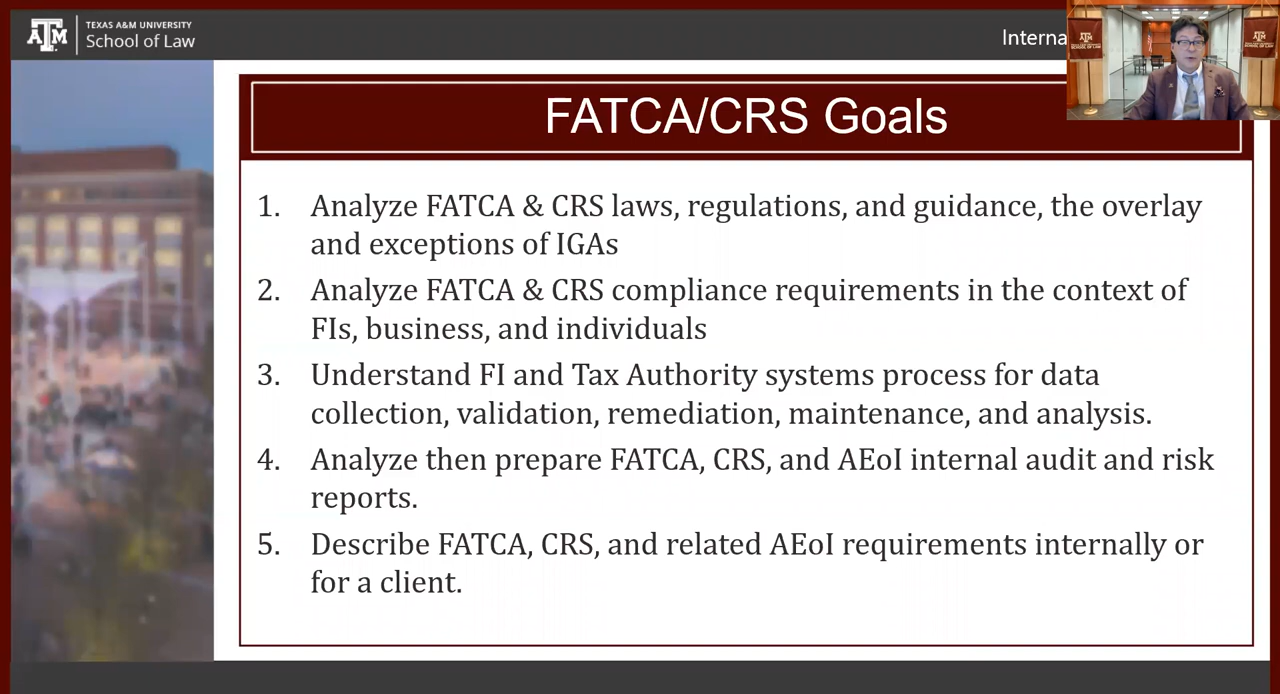 TEXAS A&M UNIVERSITY
School of Law
Interna
ATM
ATM
FATCA/CRS Goals
1. Analyze FATCA & CRS laws, regulations, and guidance, the overlay
and exceptions of IGAs
2. Analyze FATCA & CRS compliance requirements in the context of
FIs, business, and individuals
3. Understand FI and Tax Authority systems process for data
collection, validation, remediation, maintenance, and analysis.
4. Analyze then prepare FATCA, CRS, and AEoI internal audit and risk
reports.
5. Describe FATCA, CRS, and related AEoI requirements internally or
for a client.